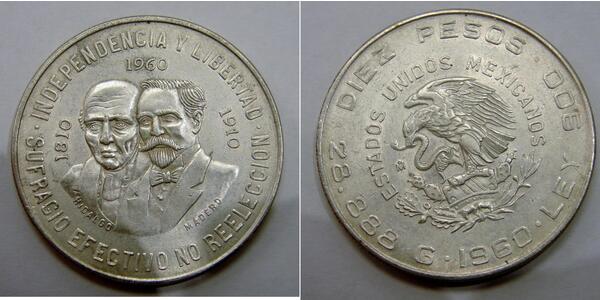 · INDEPENDENCIA Y LIBERTAD ·
1960
1810
1910
HIDALGO
MADERO
SUFRAGIO EFECTIVO NO REELECCION
DIEZ PESOS
ESTADOS UNIDOS MEXICANOS
28.888 G · 1960 · LEY 900